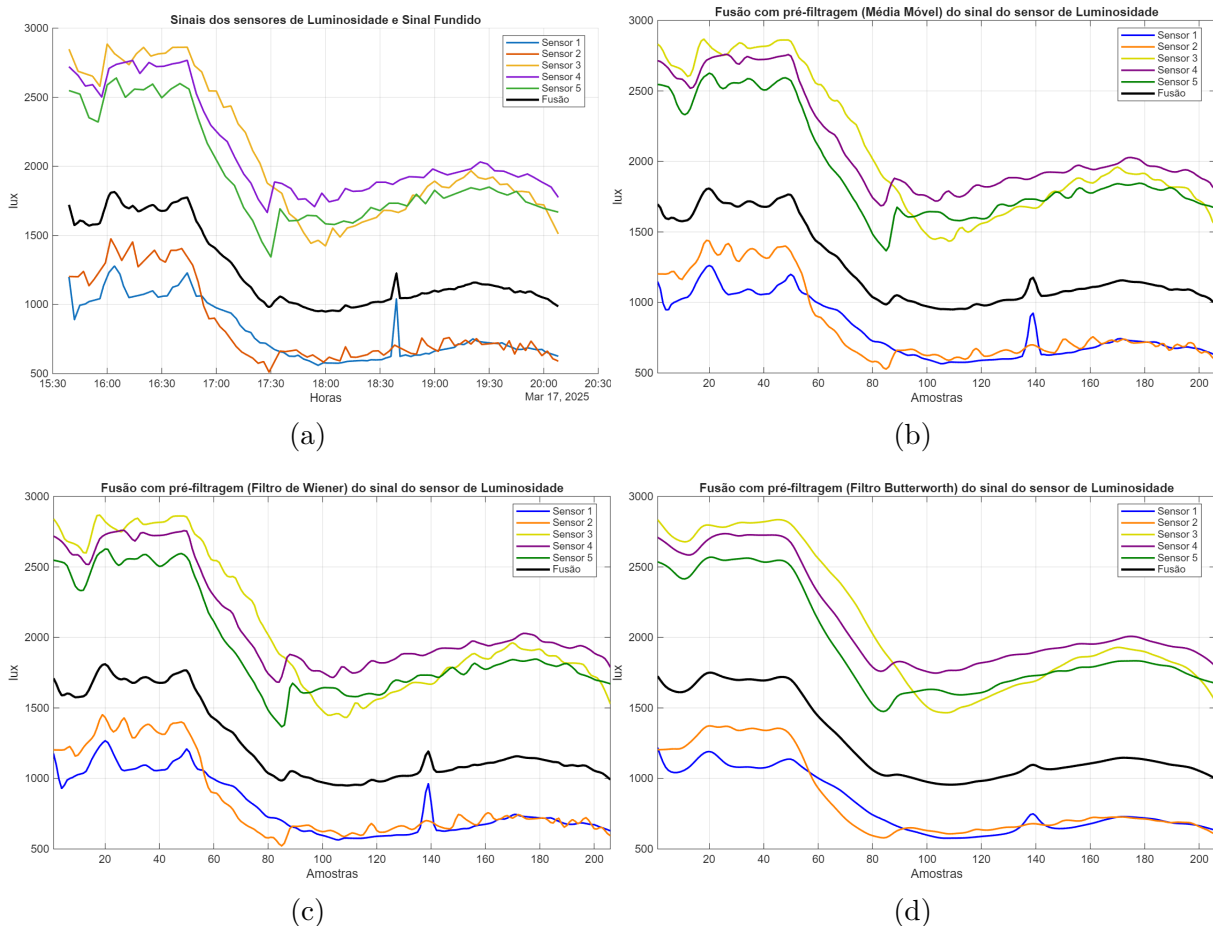 Sinais dos sensores de Luminosidade e Sinal Fundido
3000
2500
2000
1500
1000
500
lux
Sensor 1
Sensor 2
Sensor 3
Sensor 4
Sensor 5
Fusão
15:30 16:00 16:30 17:00 17:30 18:00 18:30 19:00 19:30 20:00 20:30
Horas
Mar 17, 2025
(a)
Fusão com pré-filtragem (Média Móvel) do sinal do sensor de Luminosidade
3000
2500
2000
1500
1000
500
lux
Sensor 1
Sensor 2
Sensor 3
Sensor 4
Sensor 5
Fusão
20 40 60 80 100 120 140 160 180 200
Amostras
(b)
Fusão com pré-filtragem (Filtro de Wiener) do sinal do sensor de Luminosidade
3000
2500
2000
1500
1000
500
lux
Sensor 1
Sensor 2
Sensor 3
Sensor 4
Sensor 5
Fusão
20 40 60 80 100 120 140 160 180 200
Amostras
(c)
Fusão com pré-filtragem (Filtro Butterworth) do sinal do sensor de Luminosidade
3000
2500
2000
1500
1000
500
lux
Sensor 1
Sensor 2
Sensor 3
Sensor 4
Sensor 5
Fusão
20 40 60 80 100 120 140 160 180 200
Amostras
(d)